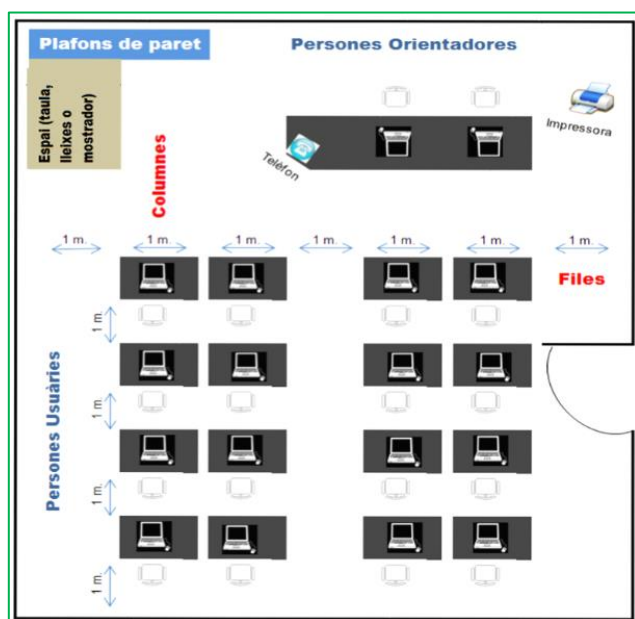 Plafons de paret
Persones Orientadores
Espai (taula,
lleixes o
mostrador)
Impressora
Telèfon
Columnes
1 m.
1 m.
1 m.
1 m.
1 m.
1 m.
1 m.
Files
1 m.
Persones Usuàries
1 m.
1 m.
1 m.